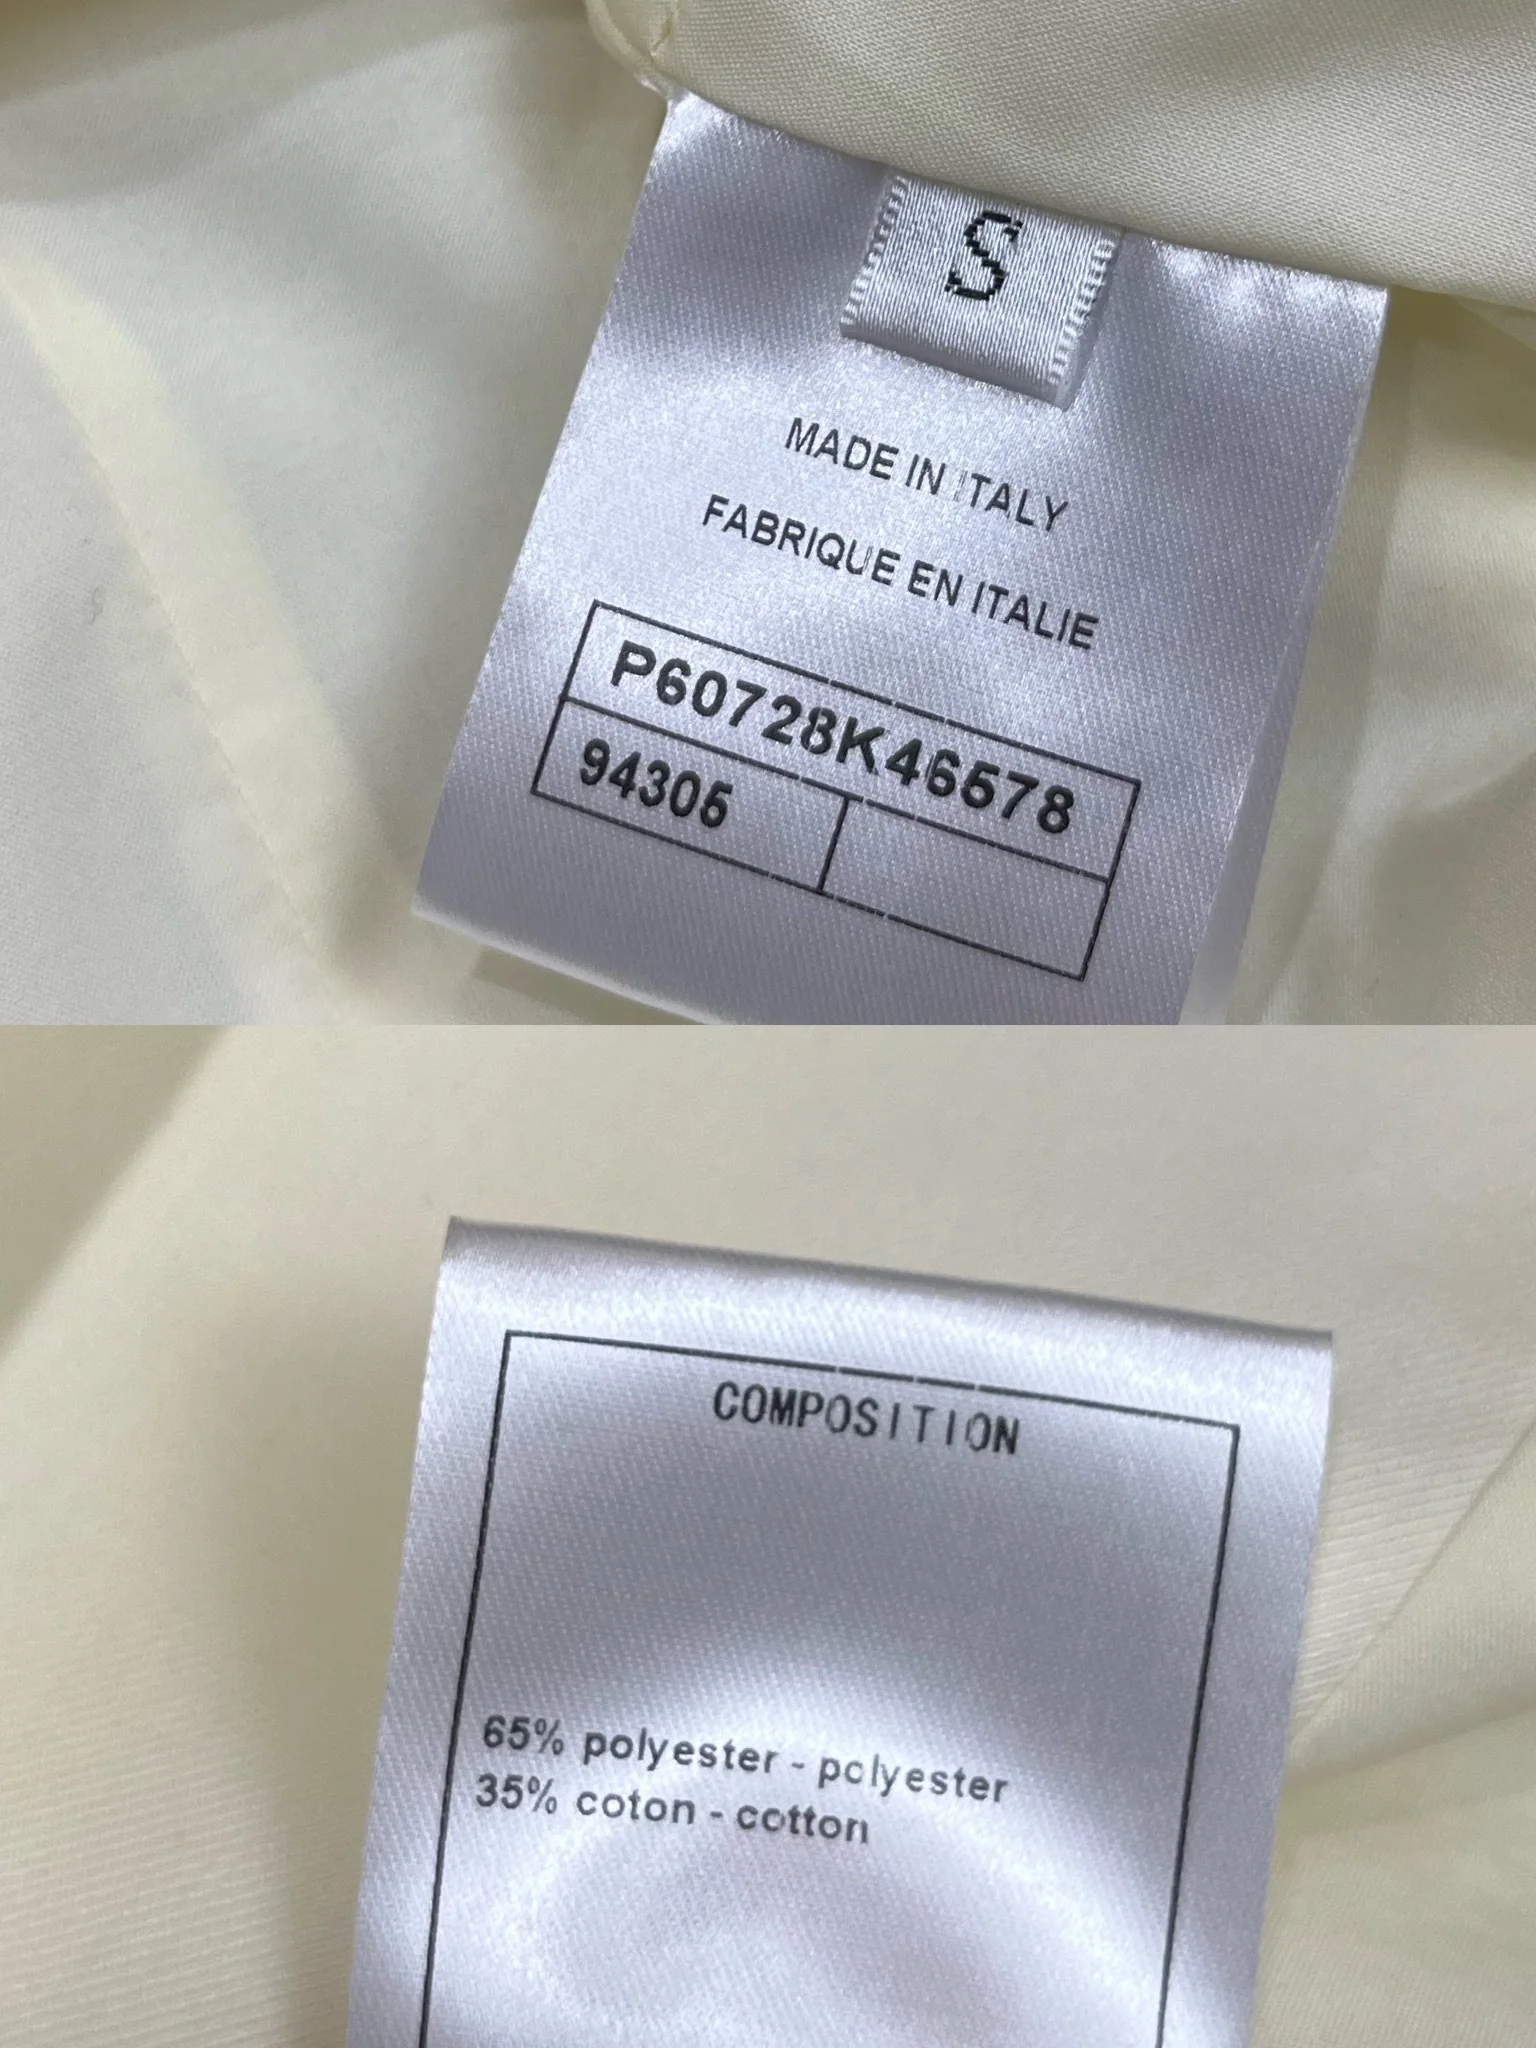 S
MADE IN ITALY
FABRIQUE EN ITALIE
P60728K46578
94305
COMPOSITION
65% polyester - polyester
35% coton - cotton